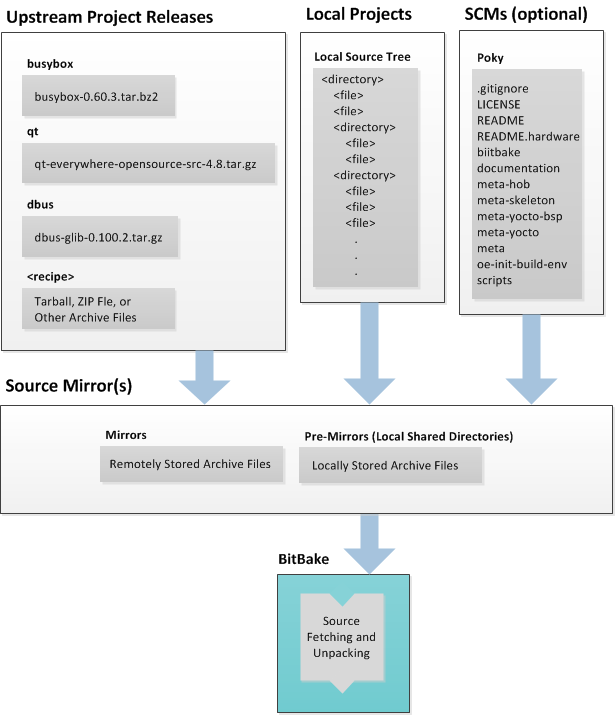 Upstream Project Releases
busybox
busybox-0.60.3.tar.bz2
qt
qt-everywhere-opensource-src-4.8.tar.gz
dbus
dbus-glib-0.100.2.tar.gz
<recipe>
Tarball, ZIP Fle, or
Other Archive Files
Local Projects
Local Source Tree
<directory>
<file>
<file>
<directory>
<file>
<file>
<directory>
<file>
<file>
<file>
.
.
.
SCMs (optional)
Poky
.gitignore
LICENSE
README
README.hardware
biitbake
documentation
meta-hob
meta-skeleton
meta-yocto-bsp
meta-yocto
meta
oe-init-build-env
scripts
Source Mirror(s)
Mirrors
Remotely Stored Archive Files
Pre-Mirrors (Local Shared Directories)
Locally Stored Archive Files
BitBake
Source
Fetching and
Unpacking